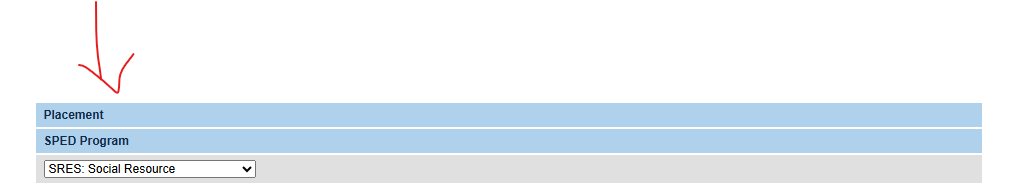 Placement
SPED Program
SRES: Social Resource